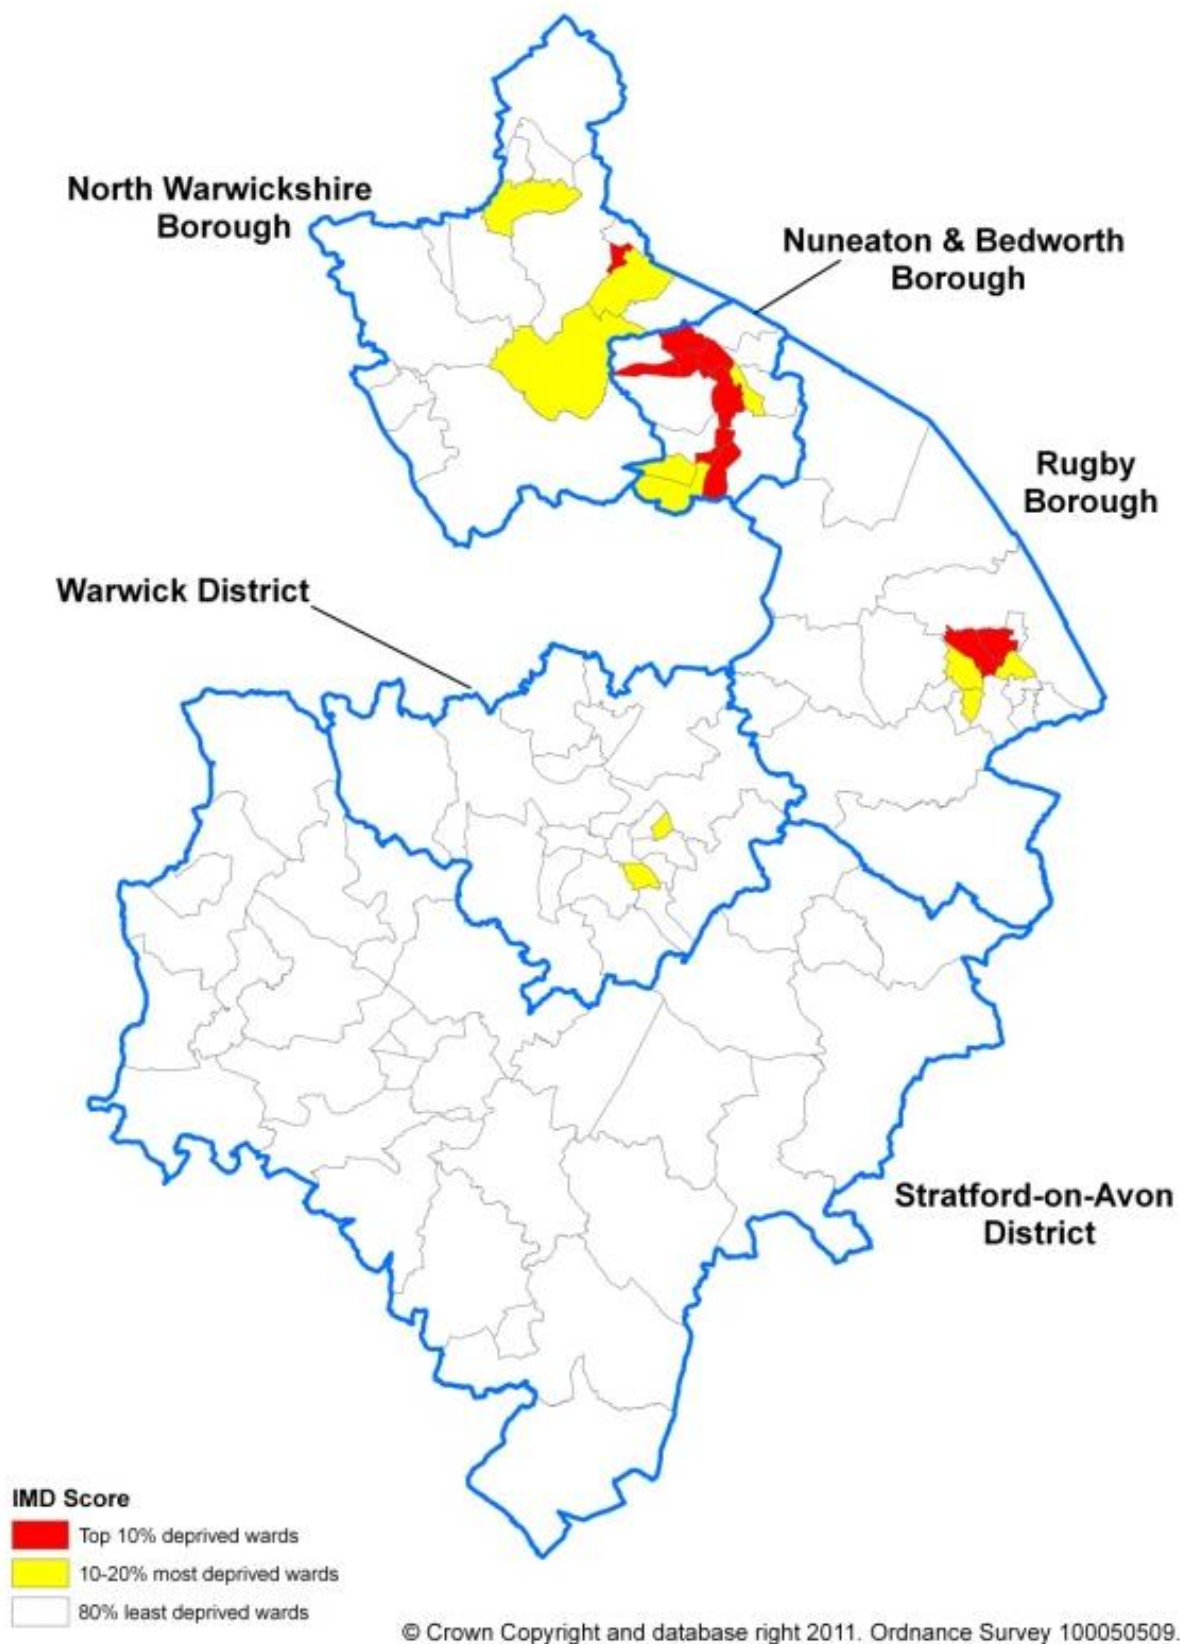 North Warwickshire
Borough
Nuneaton & Bedworth
Borough
Rugby
Borough
Warwick District
Stratford-on-Avon
District
IMD Score
Top 10% deprived wards
10-20% most deprived wards
80% least deprived wards
© Crown Copyright and database right 2011. Ordnance Survey 100050509.